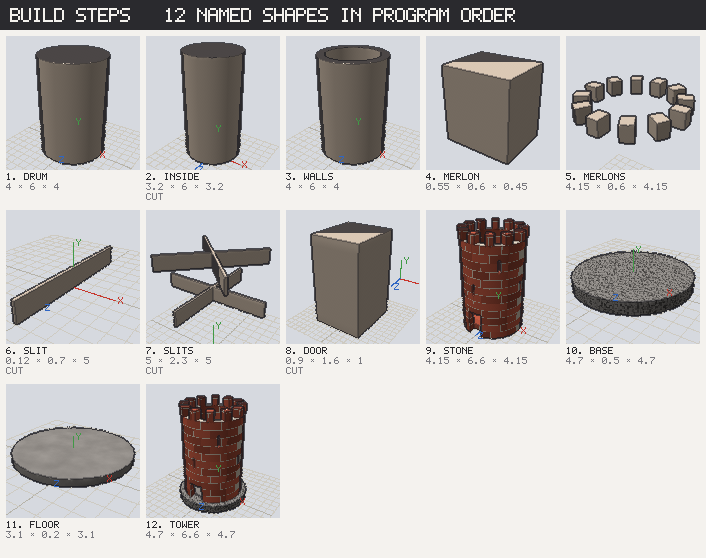 BUILD STEPS 12 NAMED SHAPES IN PROGRAM ORDER
1. DRUM
4 × 6 × 4
2. INSIDE
3.2 × 6 × 3.2
CUT
3. WALLS
4 × 6 × 4
4. MERLON
0.55 × 0.6 × 0.45
5. MERLONS
4.15 × 0.6 × 4.15
6. SLIT
0.12 × 0.7 × 5
CUT
7. SLITS
5 × 2.3 × 5
CUT
8. DOOR
0.9 × 1.6 × 1
CUT
9. STONE
4.15 × 6.6 × 4.15
10. BASE
4.7 × 0.5 × 4.7
11. FLOOR
3.1 × 0.2 × 3.1
12. TOWER
4.7 × 6.6 × 4.7